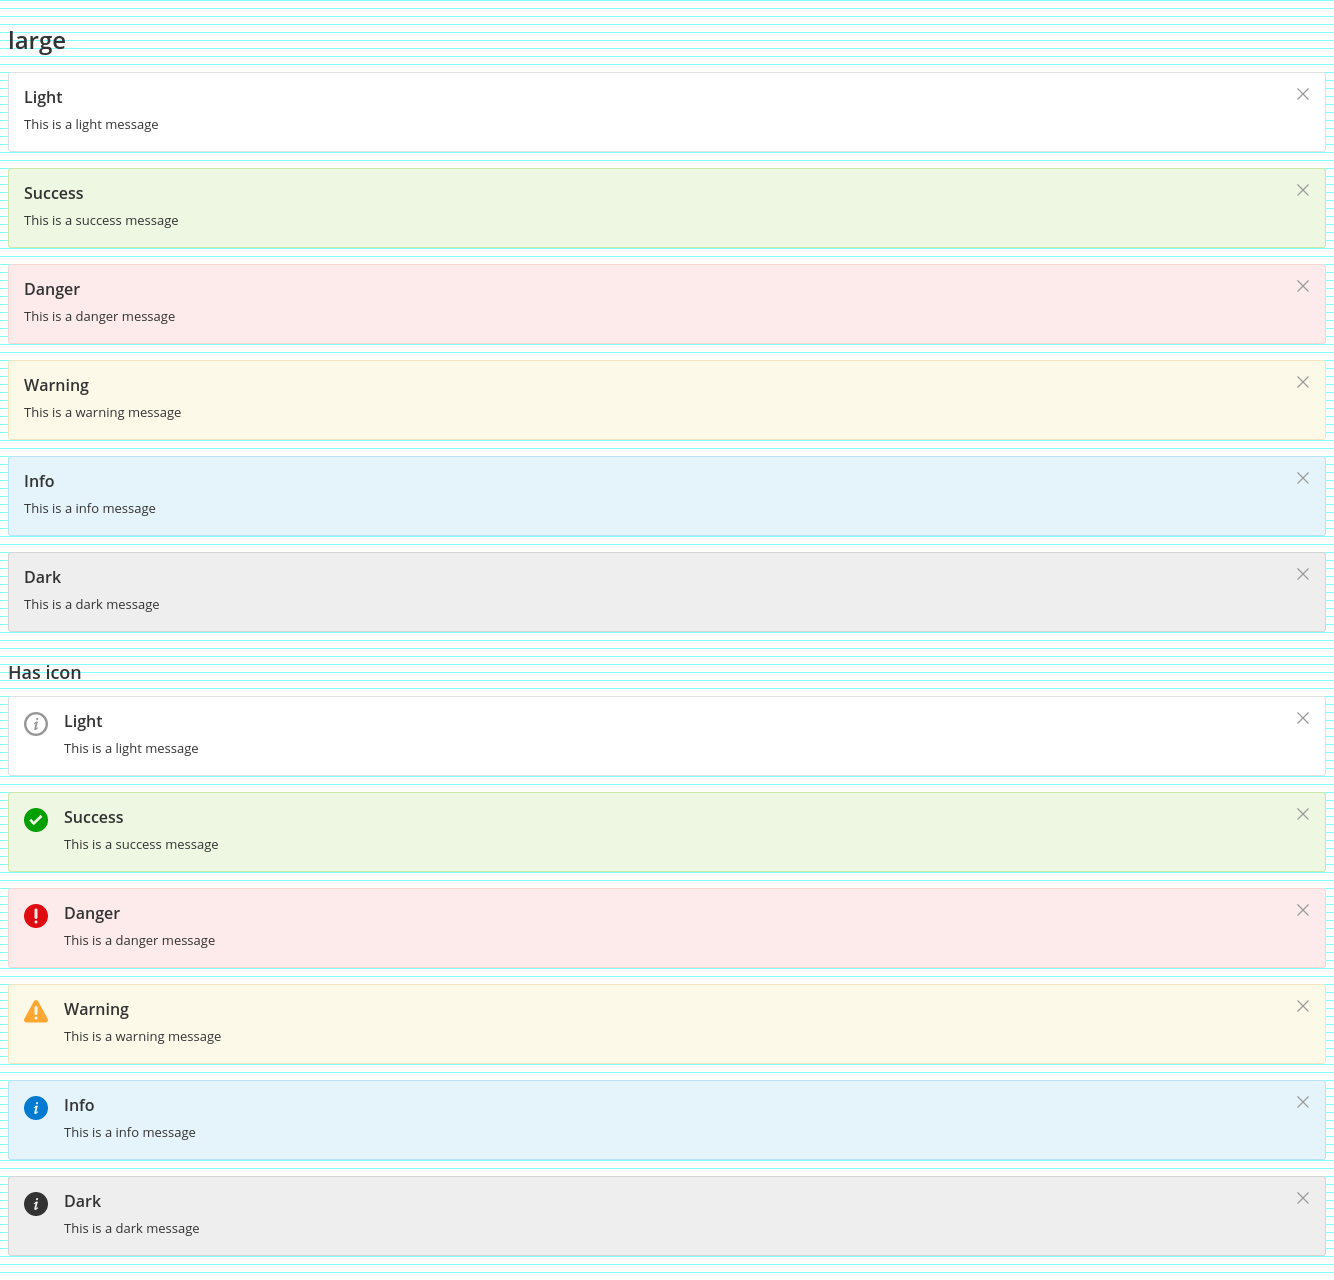 large
Light
This is a light message
Success
This is a success message
Danger
This is a danger message
Warning
This is a warning message
Info
This is a info message
Dark
This is a dark message
Has icon
Light
This is a light message
Success
This is a success message
Danger
This is a danger message
Warning
This is a warning message
Info
This is a info message
Dark
This is a dark message